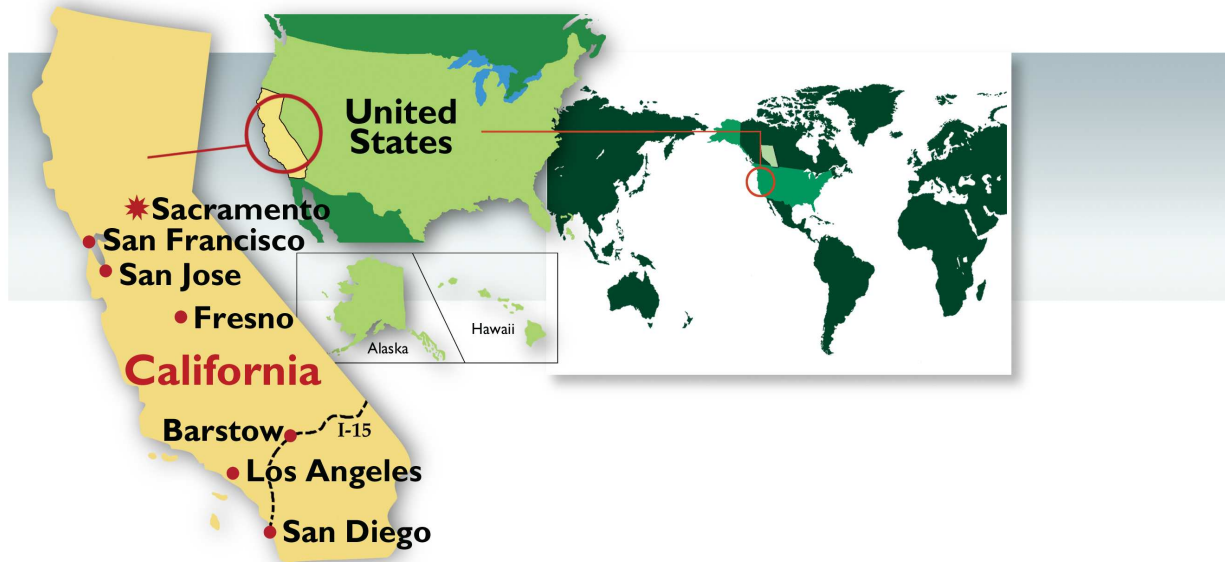 United
States
Sacramento
San Francisco
San Jose
Fresno
Hawaii
Alaska
California
Barstow
I-15
Los Angeles
San Diego